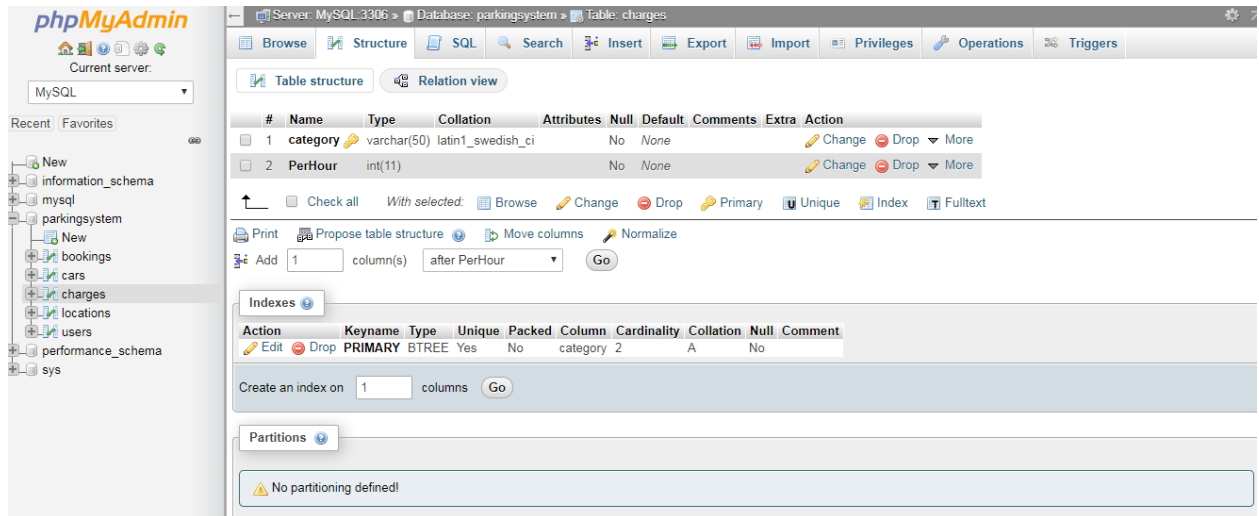 phpMyAdmin
Current server:
MySQL
Recent Favorites
New
information_schema
mysql
parkingsystem
New
bookings
cars
charges
locations
users
performance_schema
sys
Server: MySQL:3306 » Database: parkingsystem » Table: charges
Browse Structure SQL Search Insert Export Import Privileges Operations Triggers
Table structure Relation view
# Name Type Collation Attributes Null Default Comments Extra Action
1 category varchar(50) latin1_swedish_ci No None Change Drop More
2 PerHour int(11) No None Change Drop More
Check all With selected: Browse Change Drop Primary Unique Index Fulltext
Print Propose table structure Move columns Normalize
Add 1 column(s) after PerHour Go
Indexes
Action Keyname Type Unique Packed Column Cardinality Collation Null Comment
Edit Drop PRIMARY BTREE Yes No category 2 A No
Create an index on 1 columns Go
Partitions
No partitioning defined!